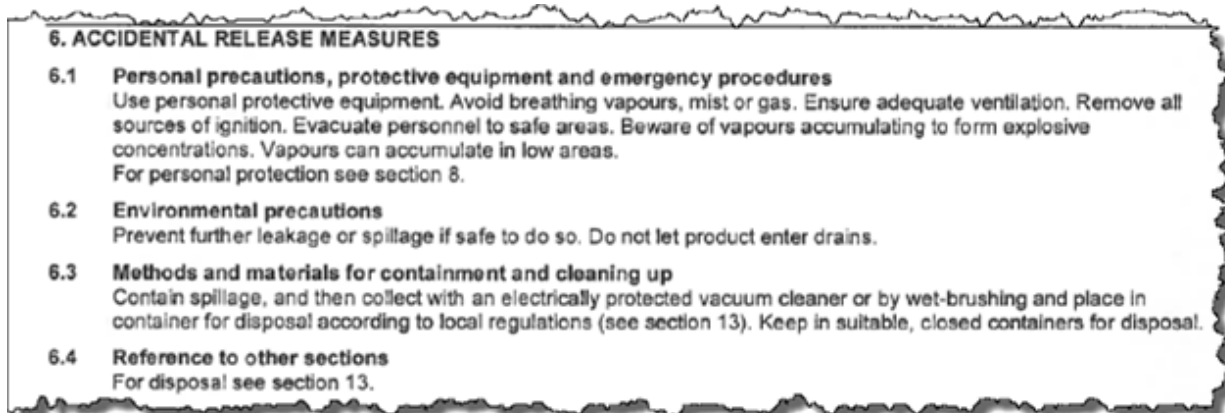 6. ACCIDENTAL RELEASE MEASURES
6.1 Personal precautions, protective equipment and emergency procedures
Use personal protective equipment. Avoid breathing vapours, mist or gas. Ensure adequate ventilation. Remove all
sources of ignition. Evacuate personnel to safe areas. Beware of vapours accumulating to form explosive
concentrations. Vapours can accumulate in low areas.
For personal protection see section 8.
6.2 Environmental precautions
Prevent further leakage or spillage if safe to do so. Do not let product enter drains.
6.3 Methods and materials for containment and cleaning up
Contain spillage, and then collect with an electrically protected vacuum cleaner or by wet-brushing and place in
container for disposal according to local regulations (see section 13). Keep in suitable, closed containers for disposal.
6.4 Reference to other sections
For disposal see section 13.